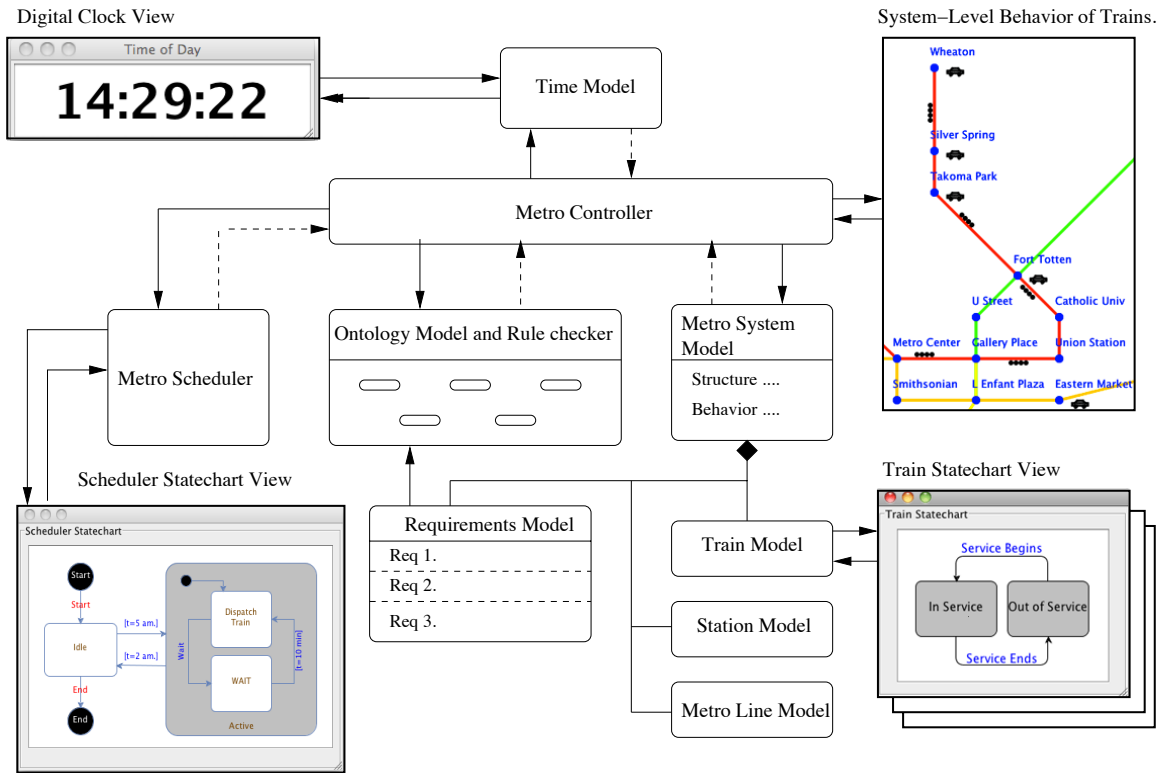 Digital Clock View
System−Level Behavior of Trains.
Time of Day
14:29:22
Time Model
Wheaton
Silver Spring
Takoma Park
Fort Totten
U Street
Catholic Univ
Metro Center
Gallery Place
Union Station
Smithsonian
L Enfant Plaza
Eastern Market
Metro Controller
Metro Scheduler
Ontology Model and Rule checker
Metro System
Model
Structure ....
Behavior ....
Scheduler Statechart View
Scheduler Statechart
Start
Start
Idle
End
End
[t=5 am.]
[t=2 am.]
Dispatch
Train
Wait
WAIT
[t=10 min]
Active
Requirements Model
Req 1.
Req 2.
Req 3.
Train Model
Station Model
Metro Line Model
Train Statechart View
Train Statechart
Service Begins
In Service
Out of Service
Service Ends